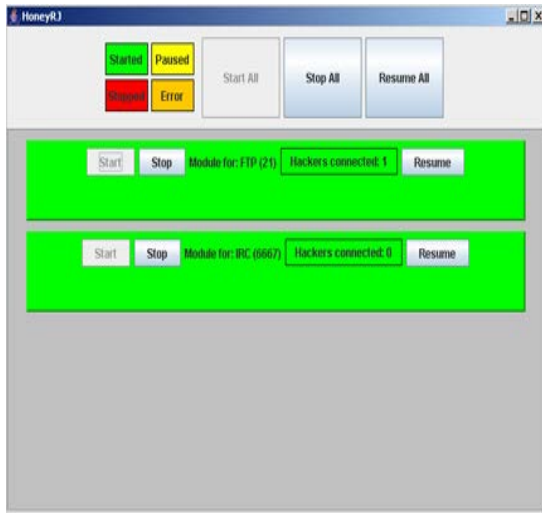 HoneyRJ
Started Paused
Stopped Error
Start All Stop All Resume All
Start Stop Module for: FTP (21) Hackers connected: 1 Resume
Start Stop Module for: IRC (6667) Hackers connected: 0 Resume